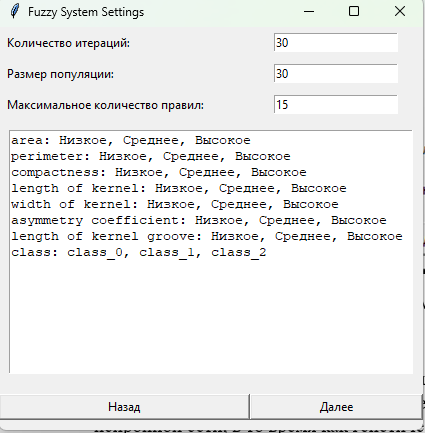 Fuzzy System Settings
Количество итераций: 30
Размер популяции: 30
Максимальное количество правил: 15
area: Низкое, Среднее, Высокое
perimeter: Низкое, Среднее, Высокое
compactness: Низкое, Среднее, Высокое
length of kernel: Низкое, Среднее, Высокое
width of kernel: Низкое, Среднее, Высокое
asymmetry coefficient: Низкое, Среднее, Высокое
length of kernel groove: Низкое, Среднее, Высокое
class: class_0, class_1, class_2
Назад Далее